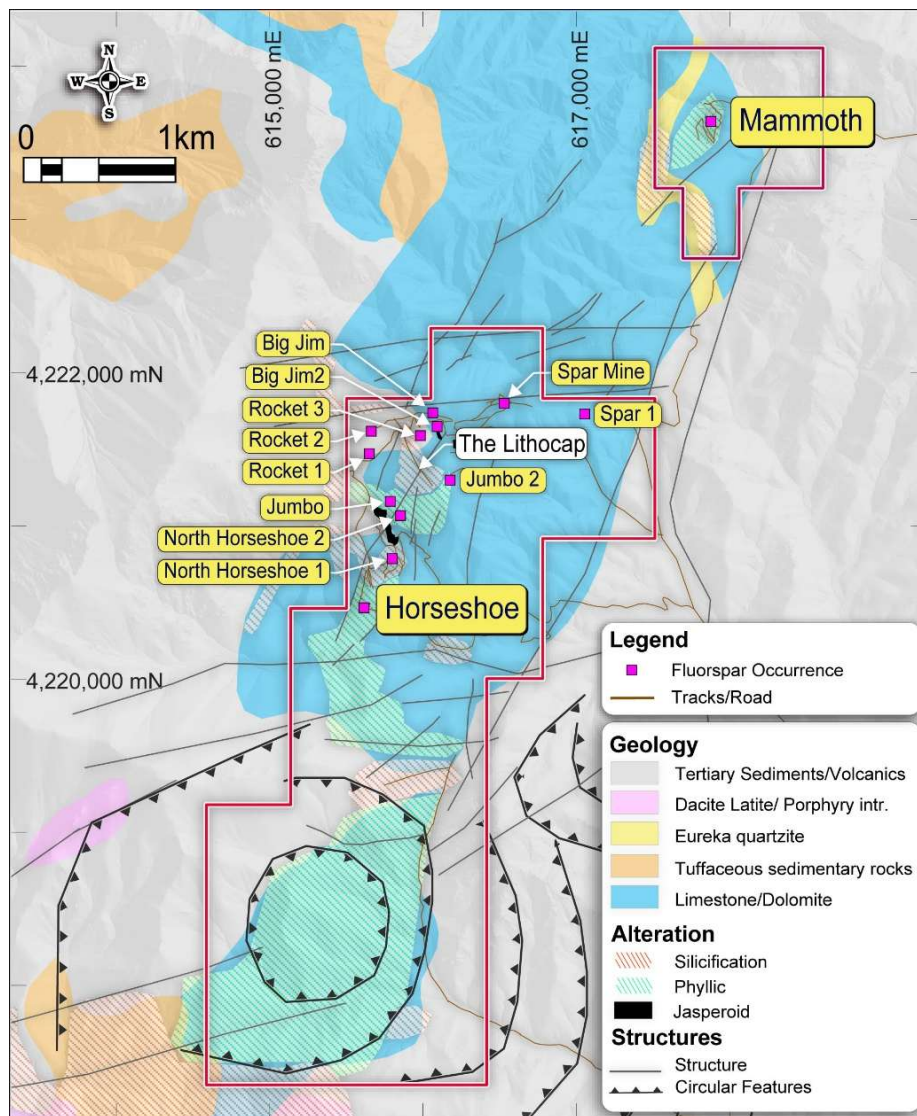 N
W E
S
0 1km
615,000 mE
617,000 mE
Mammoth
4,222,000 mN
Big Jim
Big Jim2
Rocket 3
Rocket 2
Rocket 1
Jumbo
North Horseshoe 2
North Horseshoe 1
Spar Mine
Spar 1
The Lithocap
Jumbo 2
Horseshoe
4,220,000 mN
Legend
Fluorspar Occurrence
Tracks/Road
Geology
Tertiary Sediments/Volcanics
Dacite Latite/ Porphyry intr.
Eureka quartzite
Tuffaceous sedimentary rocks
Limestone/Dolomite
Alteration
Silicification
Phyllic
Jasperoid
Structures
Structure
Circular Features